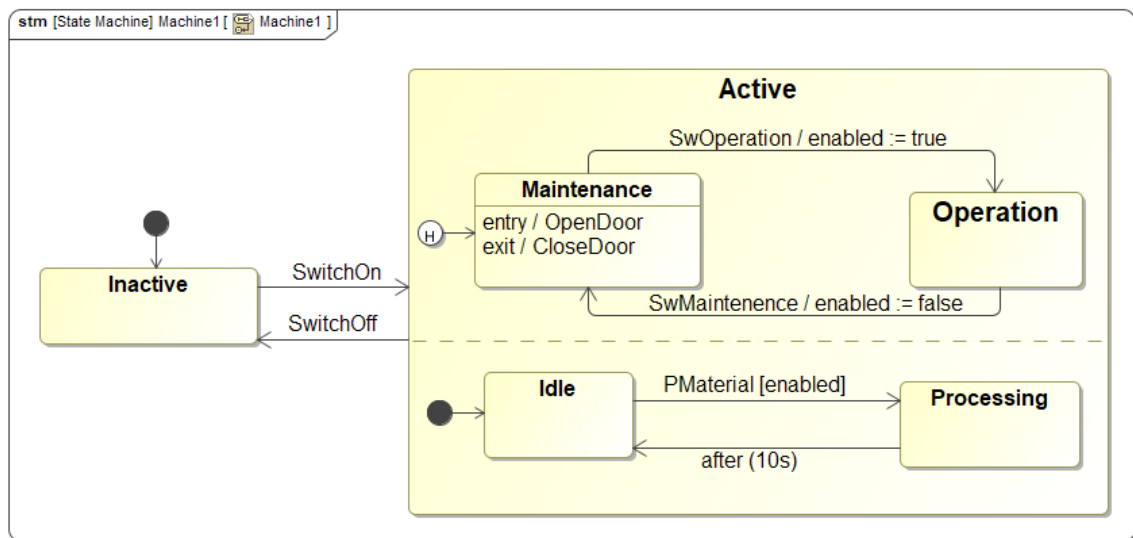 stm [State Machine] Machine1 [ Machine1 ]
Active
SwOperation / enabled := true
Maintenance
entry / OpenDoor
exit / CloseDoor
Operation
H
Inactive
SwitchOn
SwMaintenence / enabled := false
SwitchOff
Idle
PMaterial [enabled]
Processing
after (10s)